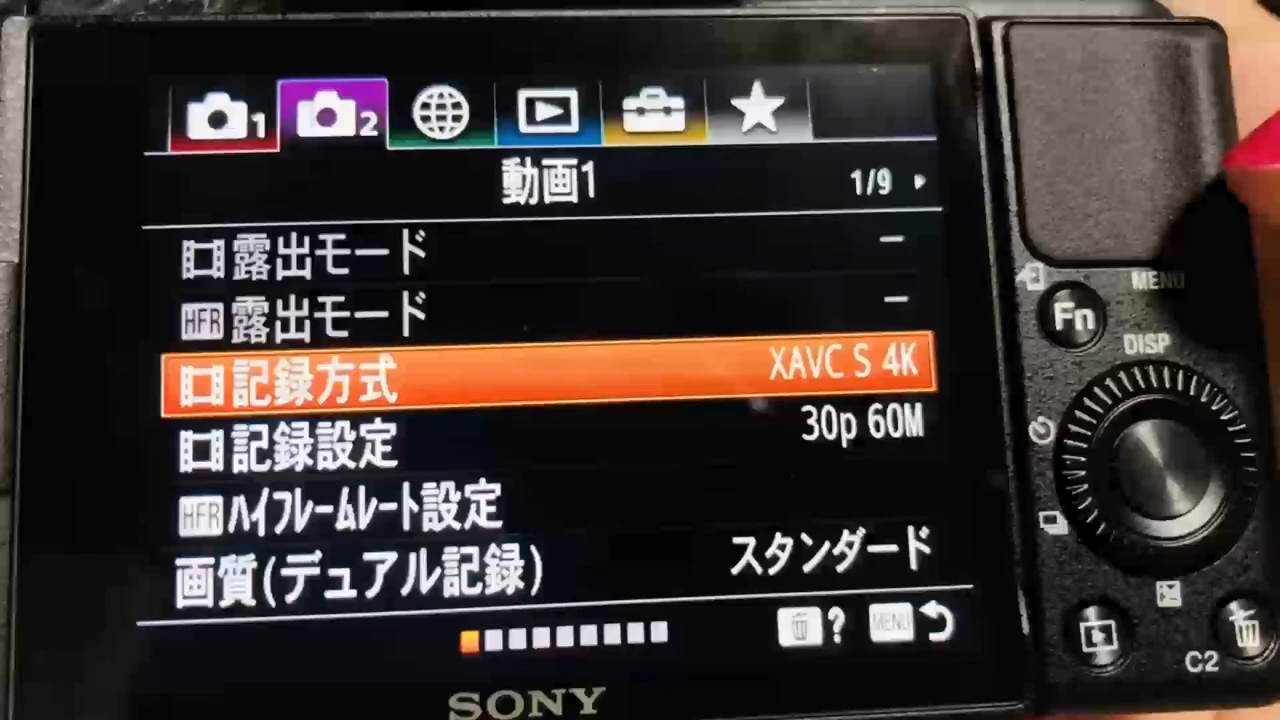 1 2
動画1 1/9
露出モード －
HFR 露出モード －
記録方式 XAVC S 4K
記録設定 30p 60M
HFR ﾊｲﾌﾚｰﾑﾚｰﾄ設定
画質(デュアル記録) スタンダード
? MENU
SONY
MENU
Fn
DISP
C2